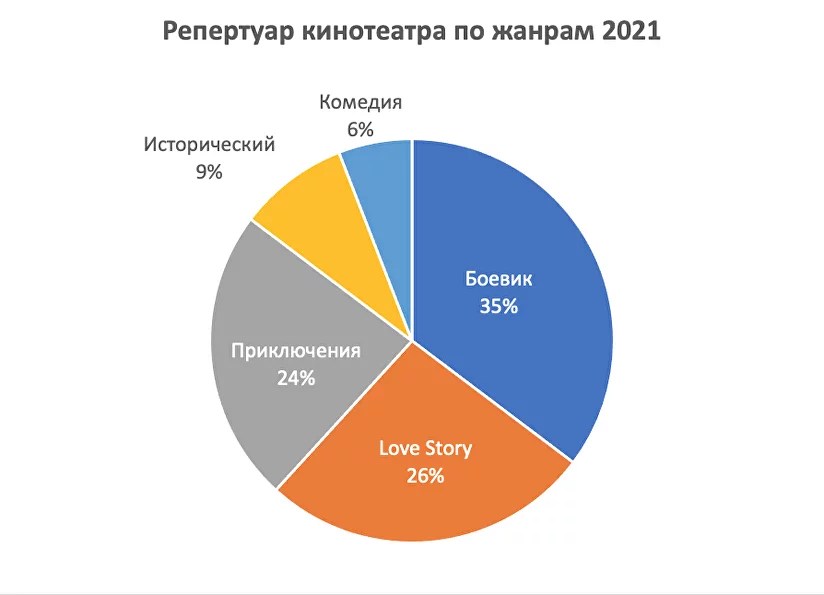 Репертуар кинотеатра по жанрам 2021
Комедия
6%
Исторический
9%
Боевик
35%
Приключения
24%
Love Story
26%